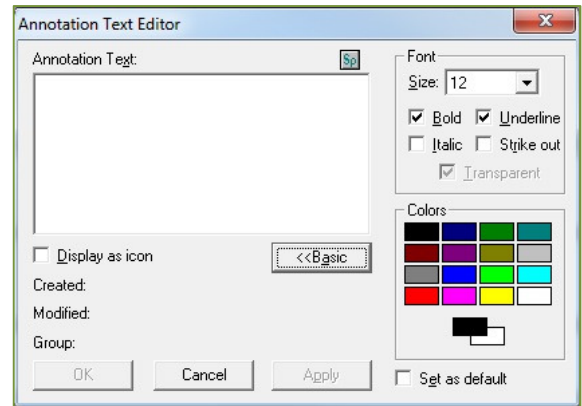 Annotation Text Editor
Annotation Text:
Sp
Display as icon
<<Basic
Created:
Modified:
Group:
OK
Cancel
Apply
Font
Size: 12
Bold Underline
Italic Strike out
Transparent
Colors
Set as default